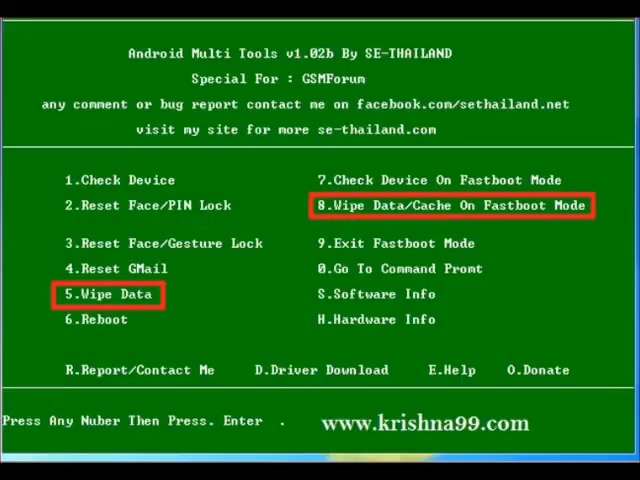 Android Multi Tools v1.02b By SE-THAILAND
Special For : GSMForum
any comment or bug report contact me on facebook.com/sethailand.net
visit my site for more se-thailand.com
1.Check Device 7.Check Device On Fastboot Mode
2.Reset Face/PIN Lock 8.Wipe Data/Cache On Fastboot Mode
3.Reset Face/Gesture Lock 9.Exit Fastboot Mode
4.Reset GMail 0.Go To Command Promt
5.Wipe Data S.Software Info
6.Reboot H.Hardware Info
R.Report/Contact Me D.Driver Download E.Help O.Donate
Press Any Nuber Then Press. Enter . www.krishna99.com